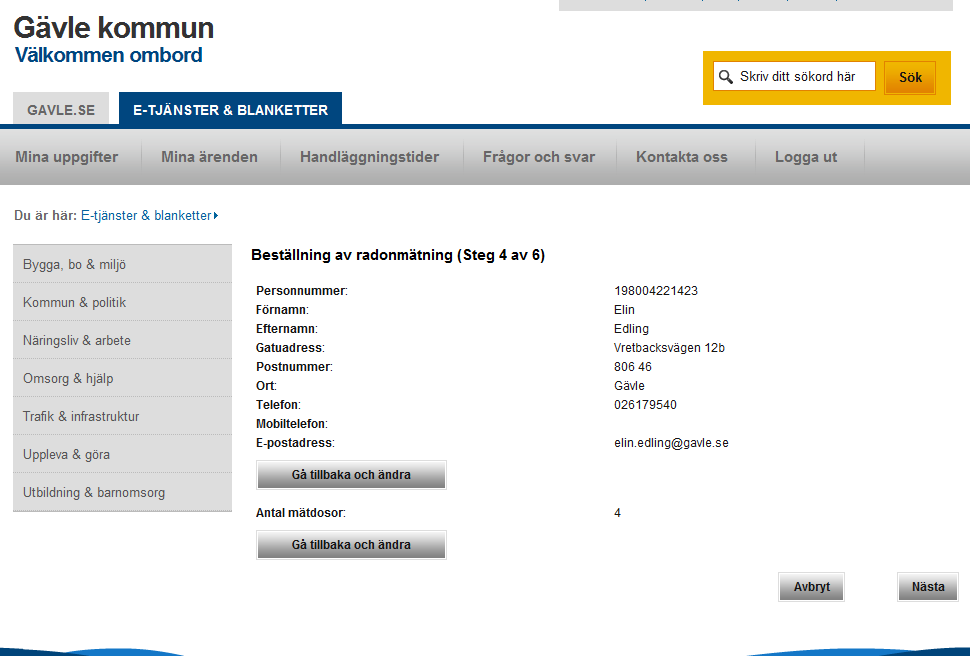 Gävle kommun
Välkommen ombord
Skriv ditt sökord här
Sök
GAVLE.SE
E-TJÄNSTER & BLANKETTER
Mina uppgifter
Mina ärenden
Handläggningstider
Frågor och svar
Kontakta oss
Logga ut
Du är här: E-tjänster & blanketter
Bygga, bo & miljö
Kommun & politik
Näringsliv & arbete
Omsorg & hjälp
Trafik & infrastruktur
Uppleva & göra
Utbildning & barnomsorg
Beställning av radonmätning (Steg 4 av 6)
Personnummer: 198004221423
Förnamn: Elin
Efternamn: Edling
Gatuadress: Vretbacksvägen 12b
Postnummer: 806 46
Ort: Gävle
Telefon: 026179540
Mobiltelefon:
E-postadress: elin.edling@gavle.se
Gå tillbaka och ändra
Antal mätdosor: 4
Gå tillbaka och ändra
Avbryt
Nästa